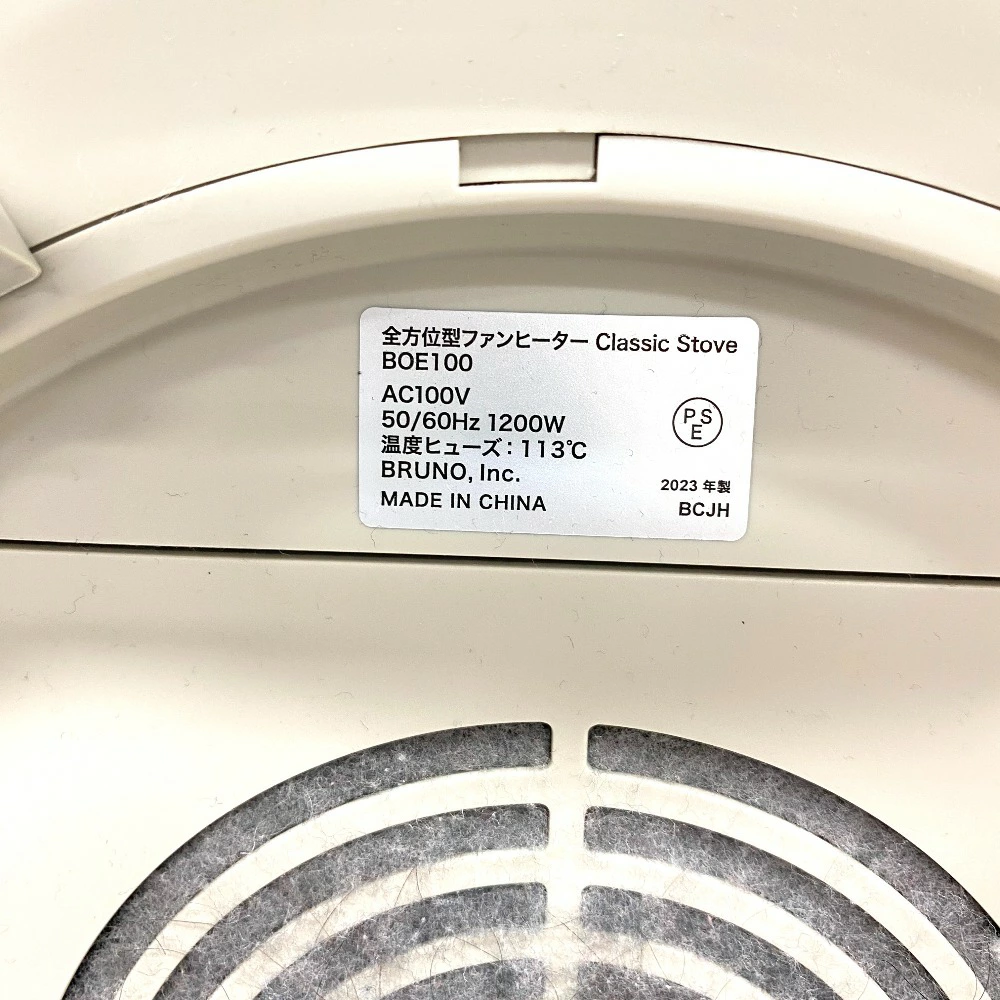 全方位型ファンヒーター Classic Stove
BOE100
AC100V
50/60Hz 1200W
温度ヒューズ：113℃
BRUNO, Inc.
MADE IN CHINA
PSE
2023 年製
BCJH